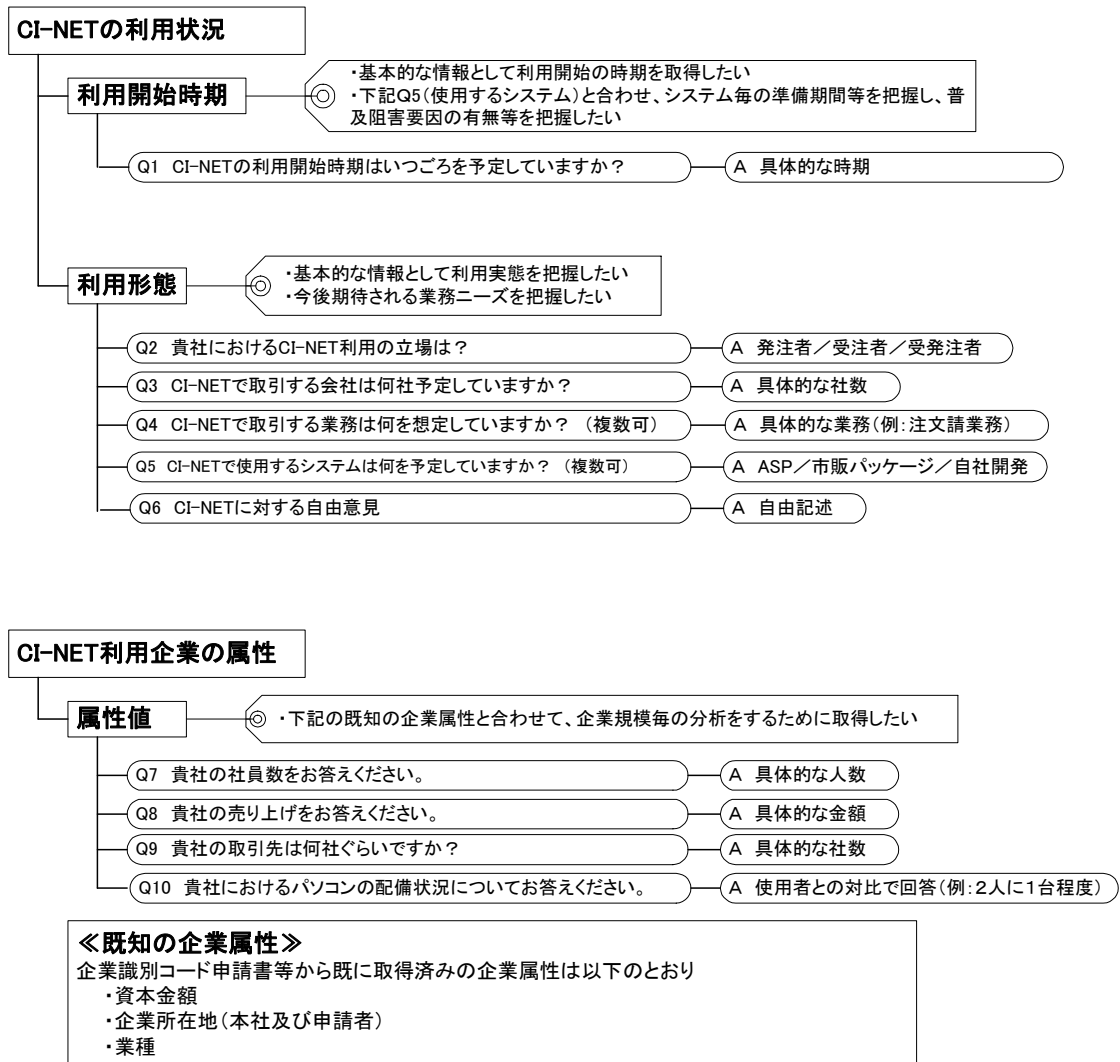 CI-NETの利用状況
利用開始時期
・基本的な情報として利用開始の時期を取得したい
・下記Q5(使用するシステム)と合わせ、システム毎の準備期間等を把握し、普
及阻害要因の有無等を把握したい
Q1 CI-NETの利用開始時期はいつごろを予定していますか？
A 具体的な時期
利用形態
・基本的な情報として利用実態を把握したい
・今後期待される業務ニーズを把握したい
Q2 貴社におけるCI-NET利用の立場は？
A 発注者／受注者／受発注者
Q3 CI-NETで取引する会社は何社予定していますか？
A 具体的な社数
Q4 CI-NETで取引する業務は何を想定していますか？ (複数可)
A 具体的な業務(例:注文請業務)
Q5 CI-NETで使用するシステムは何を予定していますか？ (複数可)
A ASP／市販パッケージ／自社開発
Q6 CI-NETに対する自由意見
A 自由記述
CI-NET利用企業の属性
属性値
・下記の既知の企業属性と合わせて、企業規模毎の分析をするために取得したい
Q7 貴社の社員数をお答えください。
A 具体的な人数
Q8 貴社の売り上げをお答えください。
A 具体的な金額
Q9 貴社の取引先は何社ぐらいですか？
A 具体的な社数
Q10 貴社におけるパソコンの配備状況についてお答えください。
A 使用者との対比で回答(例:２人に１台程度)
≪既知の企業属性≫
企業識別コード申請書等から既に取得済みの企業属性は以下のとおり
・資本金額
・企業所在地(本社及び申請者)
・業種